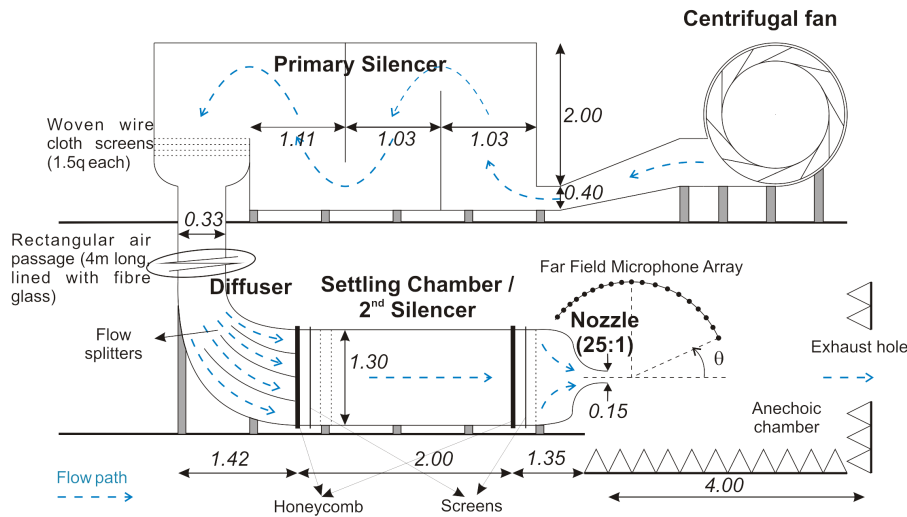 Centrifugal fan
Primary Silencer
Woven wire
cloth screens
(1.5q each)
1.41
1.03
1.03
2.00
0.40
0.33
Rectangular air
passage (4m long,
lined with fibre
glass)
Diffuser
Settling Chamber /
2nd Silencer
Far Field Microphone Array
Nozzle
(25:1)
Flow
splitters
1.30
θ
Exhaust hole
0.15
Anechoic
chamber
1.42
2.00
1.35
4.00
Flow path
Honeycomb
Screens